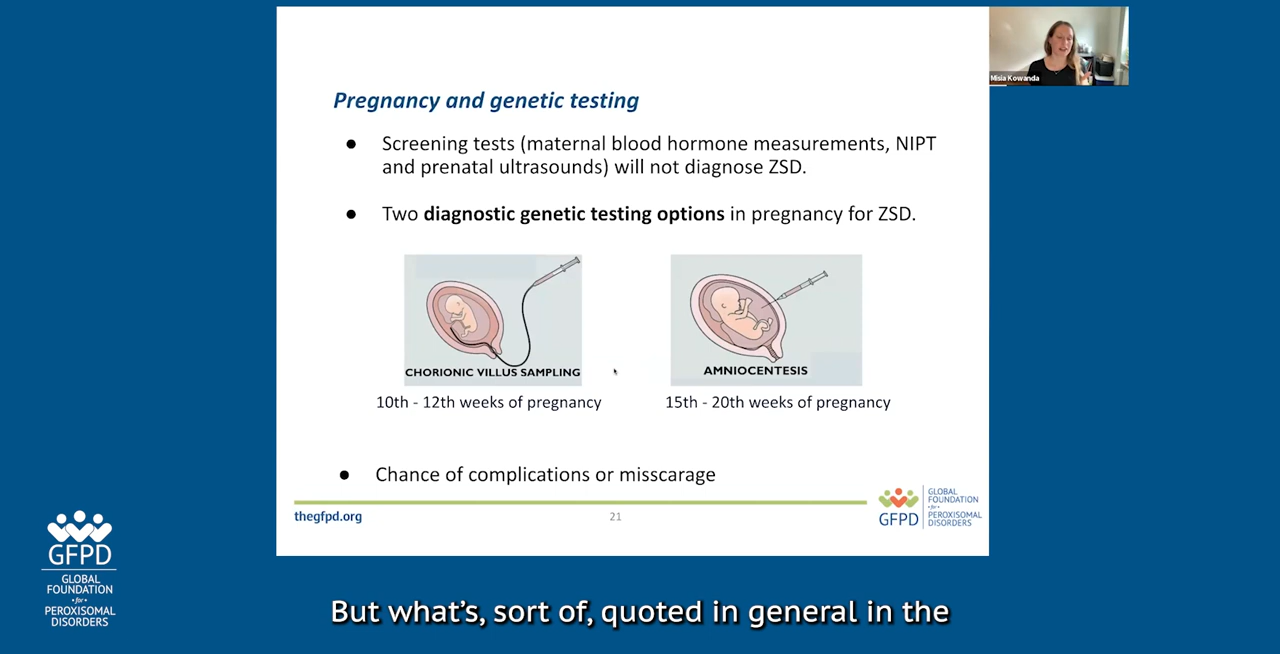 Misia Kowanda
Pregnancy and genetic testing
● Screening tests (maternal blood hormone measurements, NIPT
and prenatal ultrasounds) will not diagnose ZSD.
● Two diagnostic genetic testing options in pregnancy for ZSD.
CHORIONIC VILLUS SAMPLING
AMNIOCENTESIS
10th - 12th weeks of pregnancy
15th - 20th weeks of pregnancy
● Chance of complications or misscarage
thegfpd.org
21
GFPD
GLOBAL
FOUNDATION
for
PEROXISOMAL
DISORDERS
GFPD
GLOBAL
FOUNDATION
for
PEROXISOMAL
DISORDERS
But what's, sort of, quoted in general in the